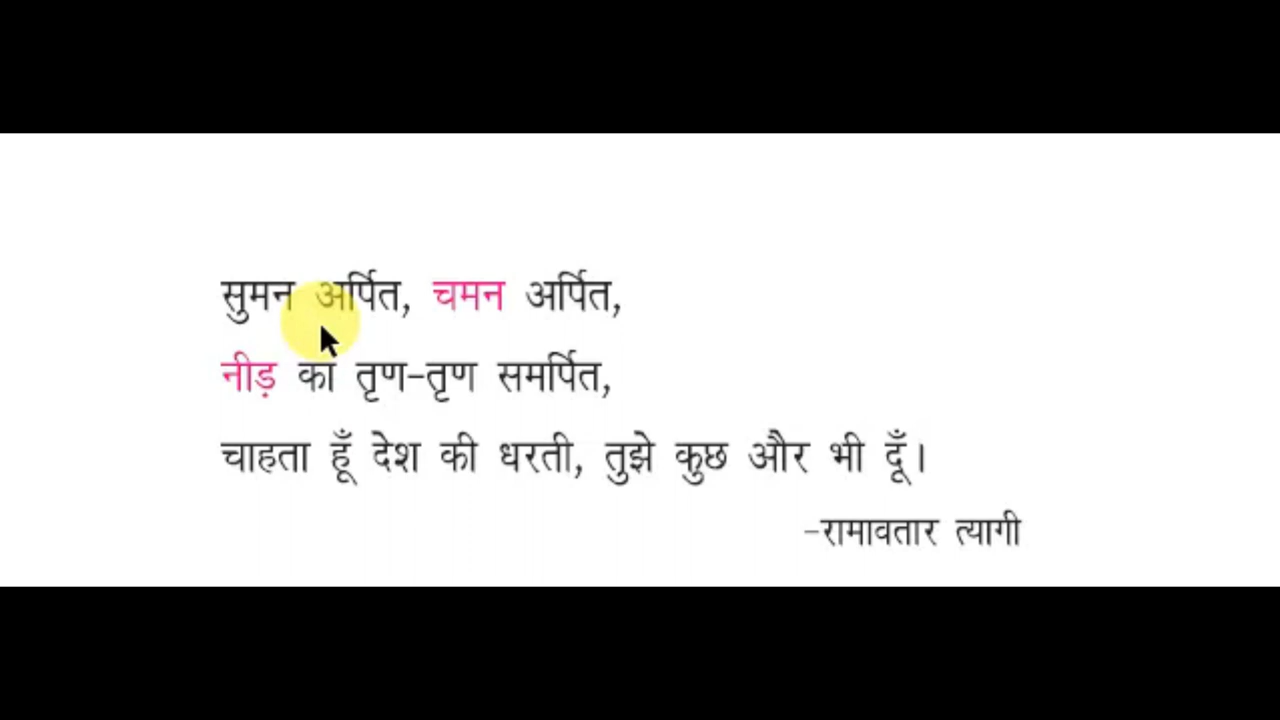 सुमन अर्पित, चमन अर्पित,
नीड़ का तृण-तृण समर्पित,
चाहता हूँ देश की धरती, तुझे कुछ और भी दूँ।
-रामावतार त्यागी